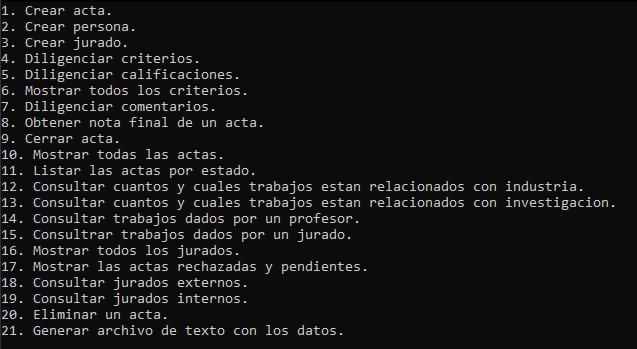 1. Crear acta.
2. Crear persona.
3. Crear jurado.
4. Diligenciar criterios.
5. Diligenciar calificaciones.
6. Mostrar todos los criterios.
7. Diligenciar comentarios.
8. Obtener nota final de un acta.
9. Cerrar acta.
10. Mostrar todas las actas.
11. Listar las actas por estado.
12. Consultar cuantos y cuales trabajos estan relacionados con industria.
13. Consultar cuantos y cuales trabajos estan relacionados con investigacion.
14. Consultar trabajos dados por un profesor.
15. Consultrar trabajos dados por un jurado.
16. Mostrar todos los jurados.
17. Mostrar las actas rechazadas y pendientes.
18. Consultar jurados externos.
19. Consultar jurados internos.
20. Eliminar un acta.
21. Generar archivo de texto con los datos.